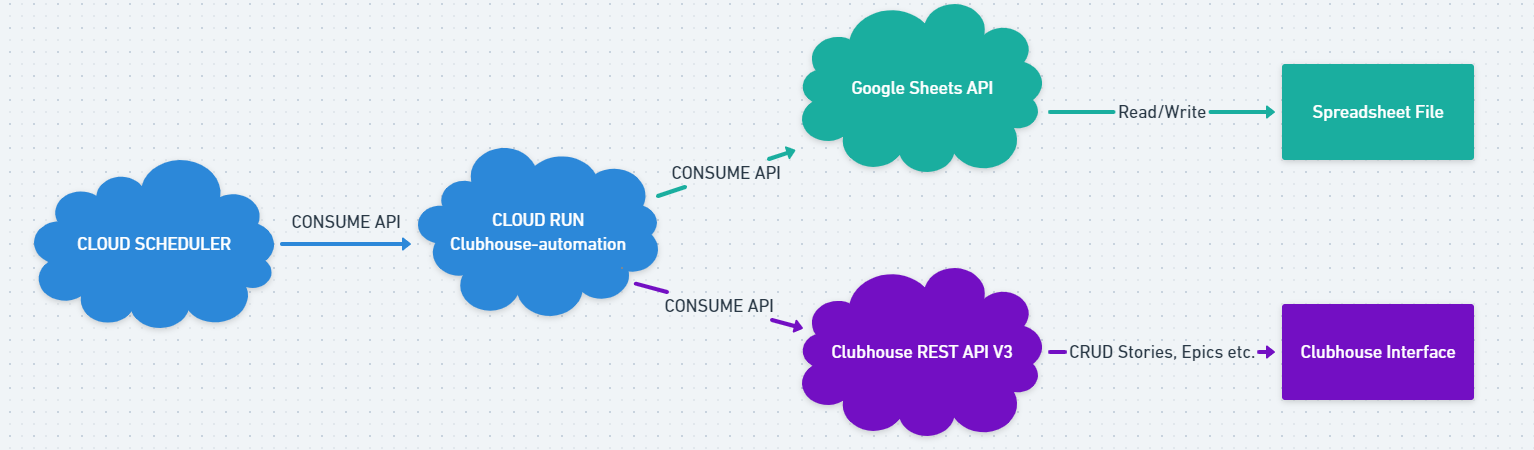 CLOUD SCHEDULER
CONSUME API
CLOUD RUN
Clubhouse-automation
CONSUME API
Google Sheets API
Read/Write
Spreadsheet File
CONSUME API
Clubhouse REST API V3
CRUD Stories, Epics etc.
Clubhouse Interface